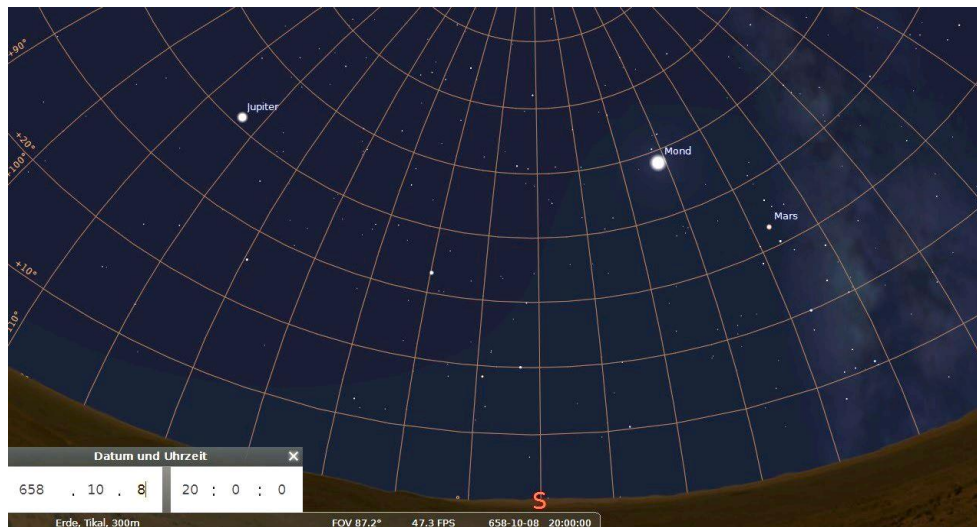 +90°
Jupiter
Mond
+20°
+100°
Mars
+10°
110°
Datum und Uhrzeit
658 . 10 . 8 20 : 0 : 0
S
Erde, Tikal, 300m FOV 87.2° 47.3 FPS 658-10-08 20:00:00